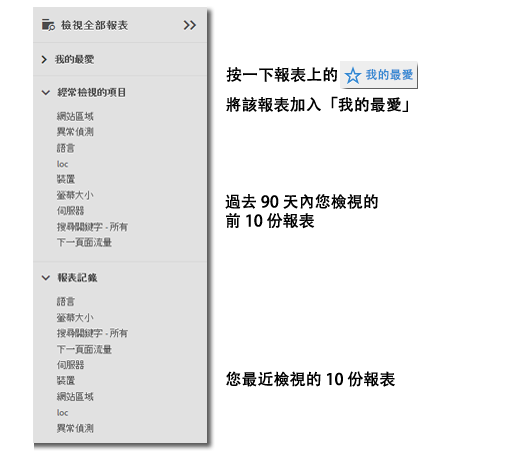 檢視全部報表
我的最愛
經常檢視的項目
網站區域
異常偵測
語言
loc
裝置
螢幕大小
伺服器
搜尋關鍵字 - 所有
下一頁面流量
報表記錄
語言
螢幕大小
搜尋關鍵字 - 所有
下一頁面流量
伺服器
裝置
網站區域
loc
異常偵測
按一下報表上的 我的最愛
將該報表加入「我的最愛」
過去 90 天內您檢視的
前 10 份報表
您最近檢視的 10 份報表